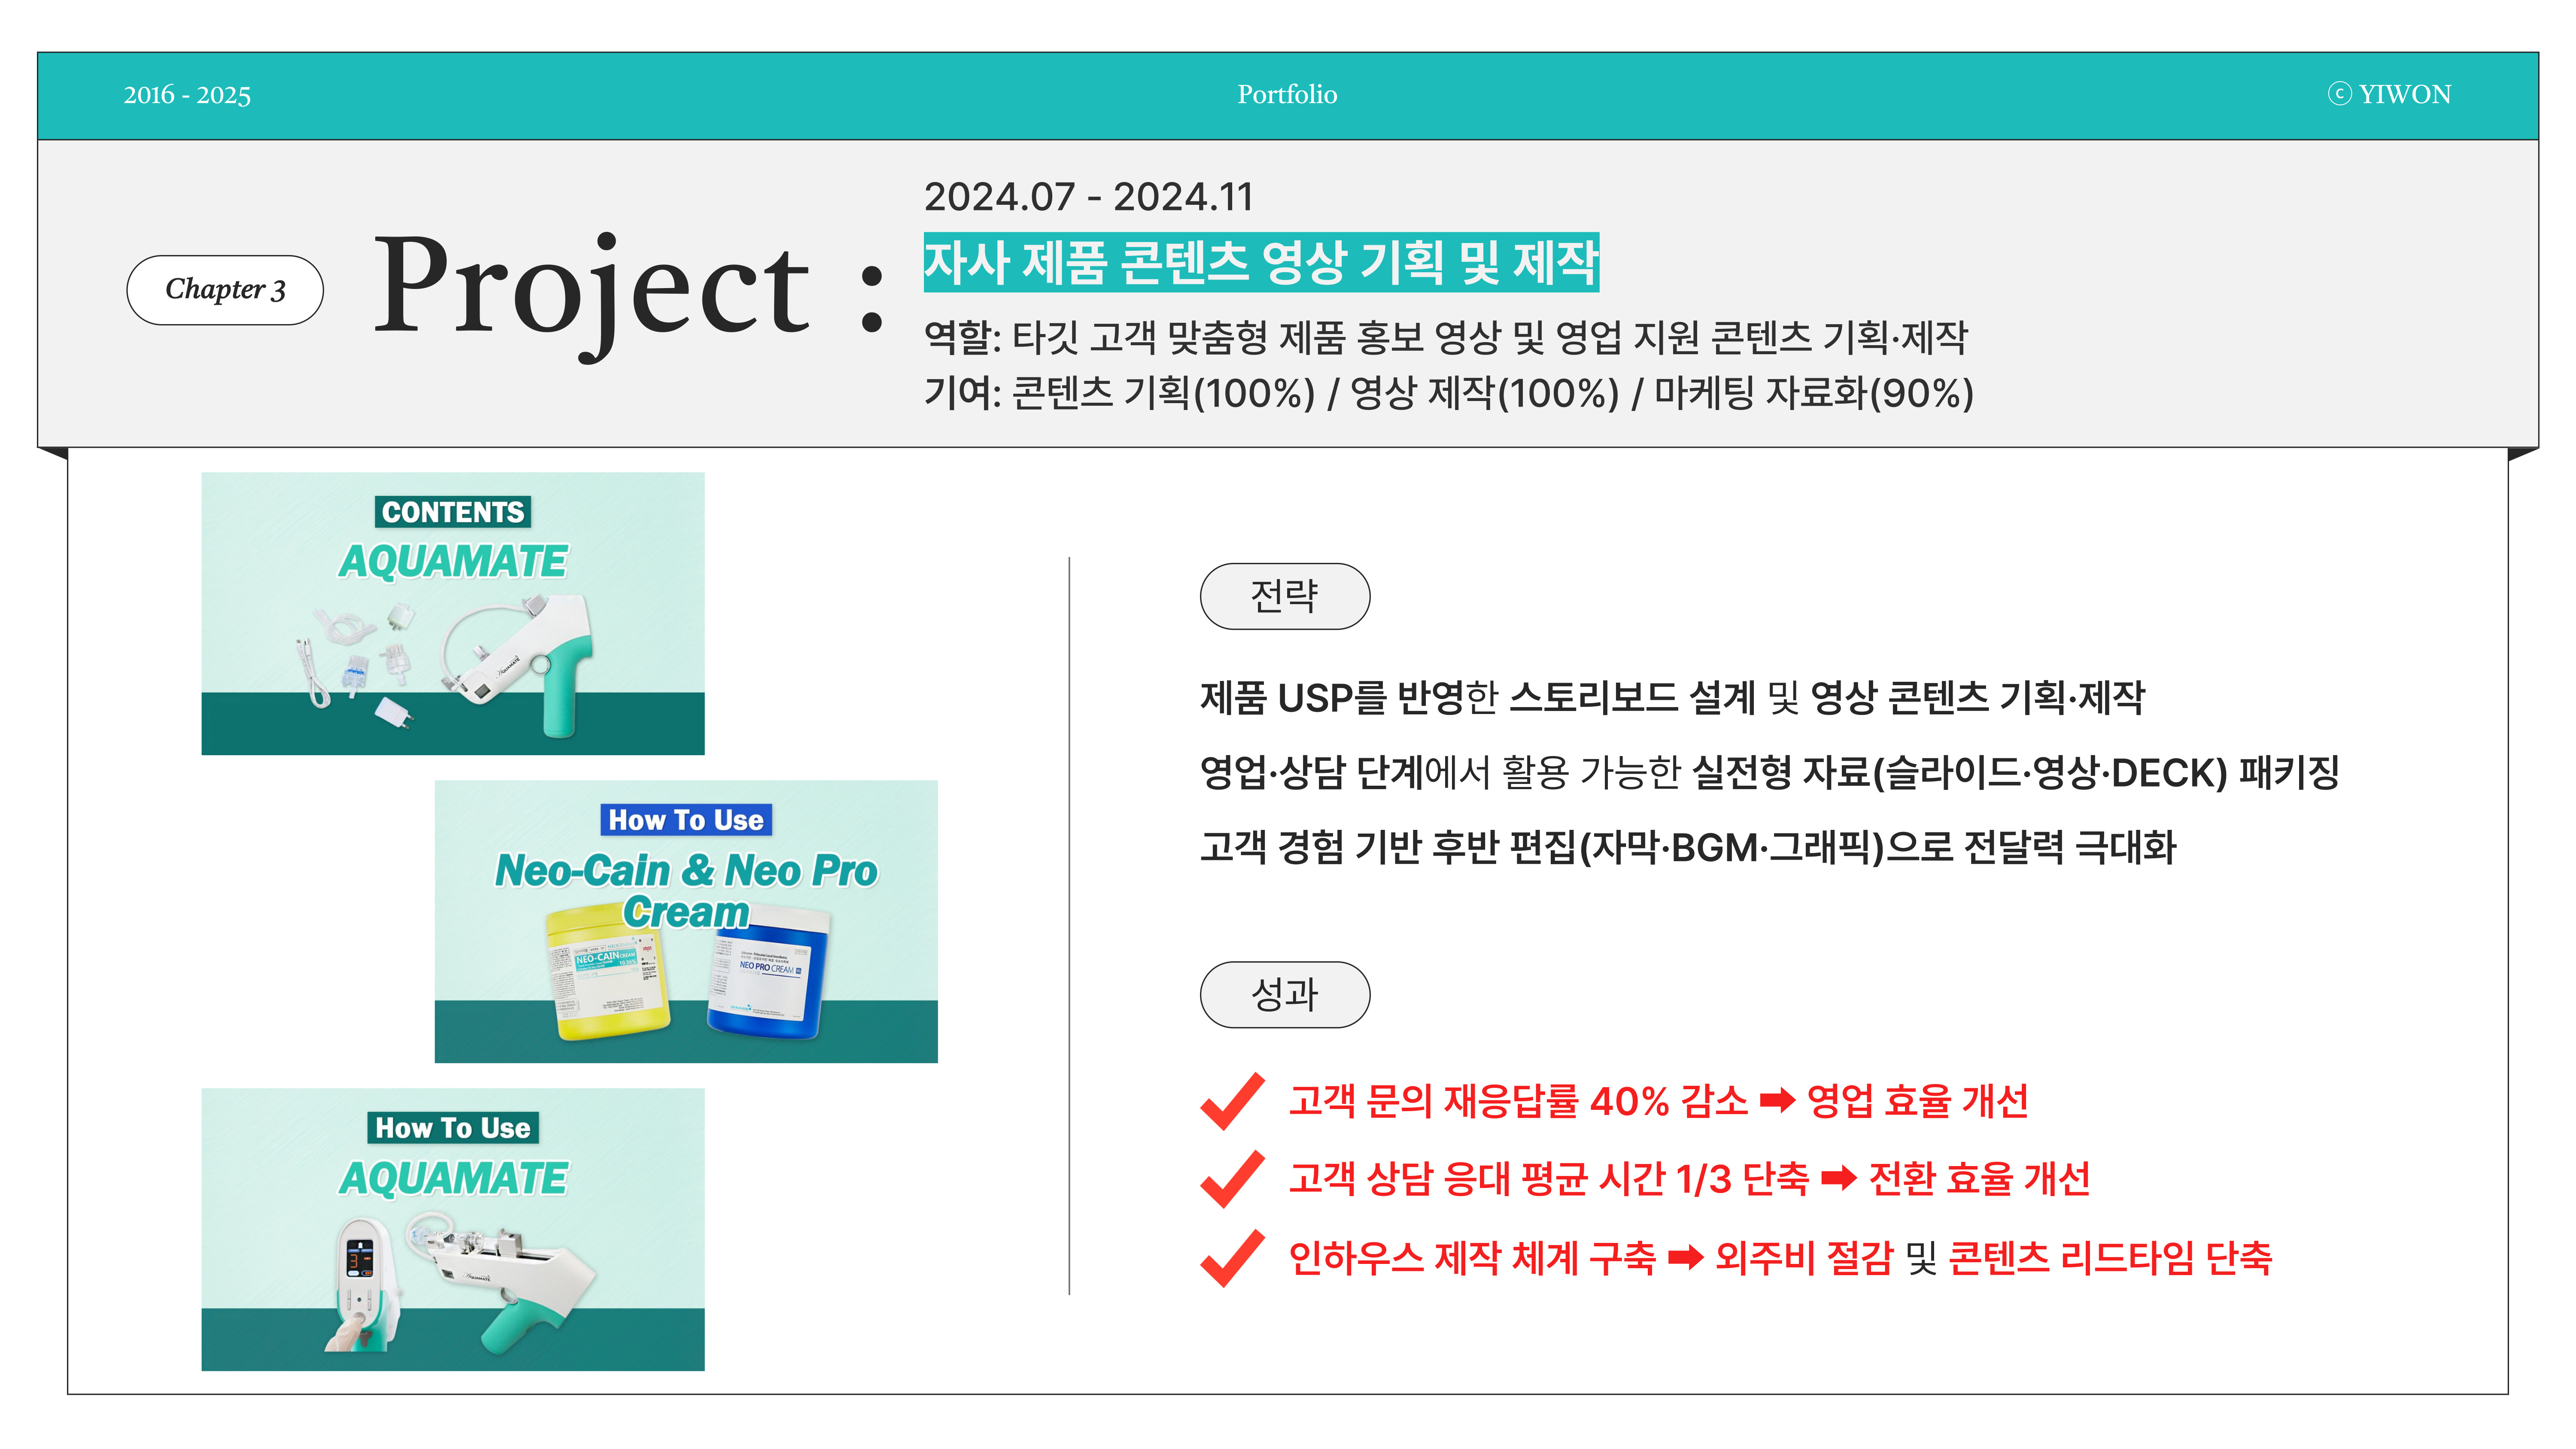 2016 - 2025
Portfolio
ⓒ YIWON
Chapter 3
Project :
2024.07 - 2024.11
자사 제품 콘텐츠 영상 기획 및 제작
역할: 타깃 고객 맞춤형 제품 홍보 영상 및 영업 지원 콘텐츠 기획·제작
기여: 콘텐츠 기획(100%) / 영상 제작(100%) / 마케팅 자료화(90%)
CONTENTS
AQUAMATE
AQUAMATE
How To Use
Neo-Cain & Neo Pro
Cream
NEO-CAIN CREAM
NEO PRO CREAM
How To Use
AQUAMATE
3
AQUAMATE
전략
제품 USP를 반영한 스토리보드 설계 및 영상 콘텐츠 기획·제작
영업·상담 단계에서 활용 가능한 실전형 자료(슬라이드·영상·DECK) 패키징
고객 경험 기반 후반 편집(자막·BGM·그래픽)으로 전달력 극대화
성과
고객 문의 재응답률 40% 감소 ➡ 영업 효율 개선
고객 상담 응대 평균 시간 1/3 단축 ➡ 전환 효율 개선
인하우스 제작 체계 구축 ➡ 외주비 절감 및 콘텐츠 리드타임 단축